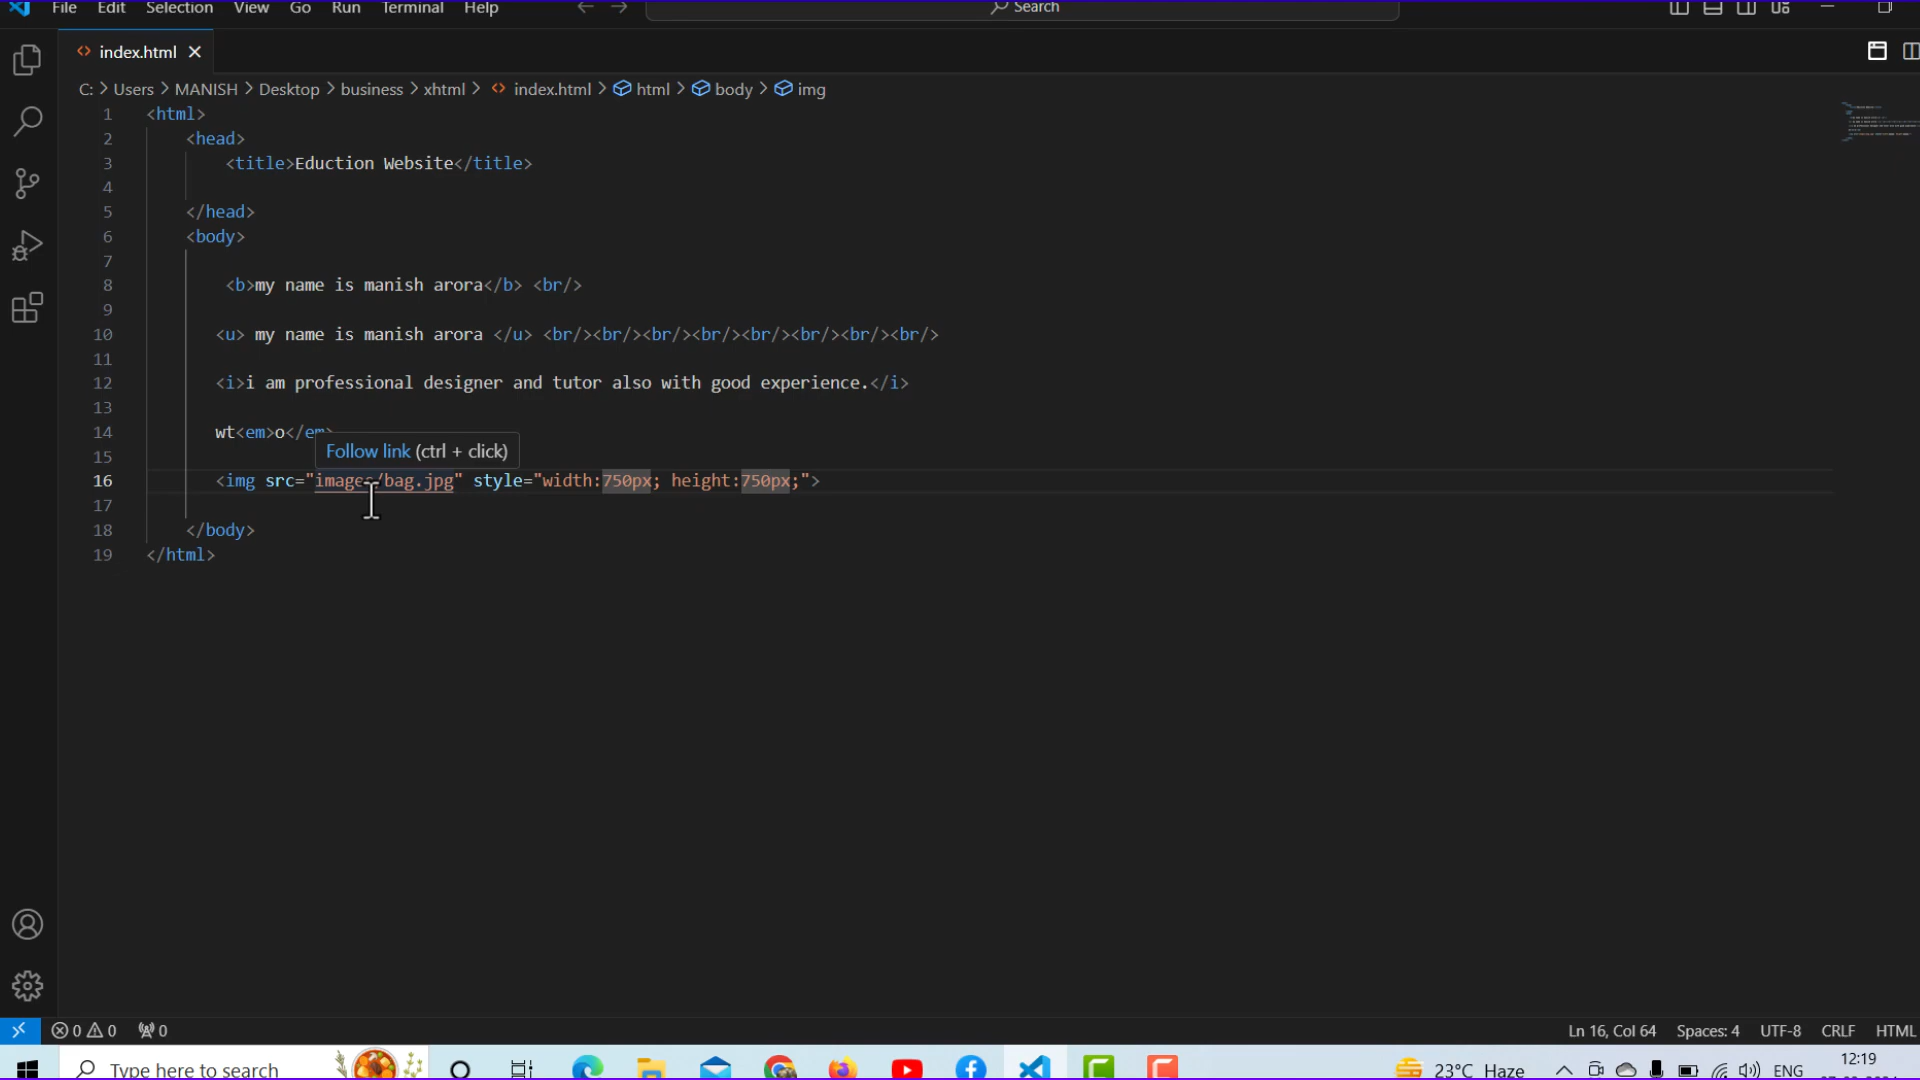 File Edit Selection View Go Run Terminal Help Search
index.html
C: > Users > MANISH > Desktop > business > xhtml > index.html > html > body > img
1 <html>
2 <head>
3 <title>Eduction Website</title>
4
5 </head>
6 <body>
7
8 <b>my name is manish arora</b> <br/>
9
10 <u> my name is manish arora </u> <br/><br/><br/><br/><br/><br/><br/><br/>
11
12 <i>i am professional designer and tutor also with good experience.</i>
13
14 wt<em>o</em>
Follow link (ctrl + click)
15
16 <img src="images/bag.jpg" style="width:750px; height:750px;">
17
18 </body>
19 </html>
0 0 0 Ln 16, Col 64 Spaces: 4 UTF-8 CRLF HTML
Type here to search 23°C Haze ENG 12:19